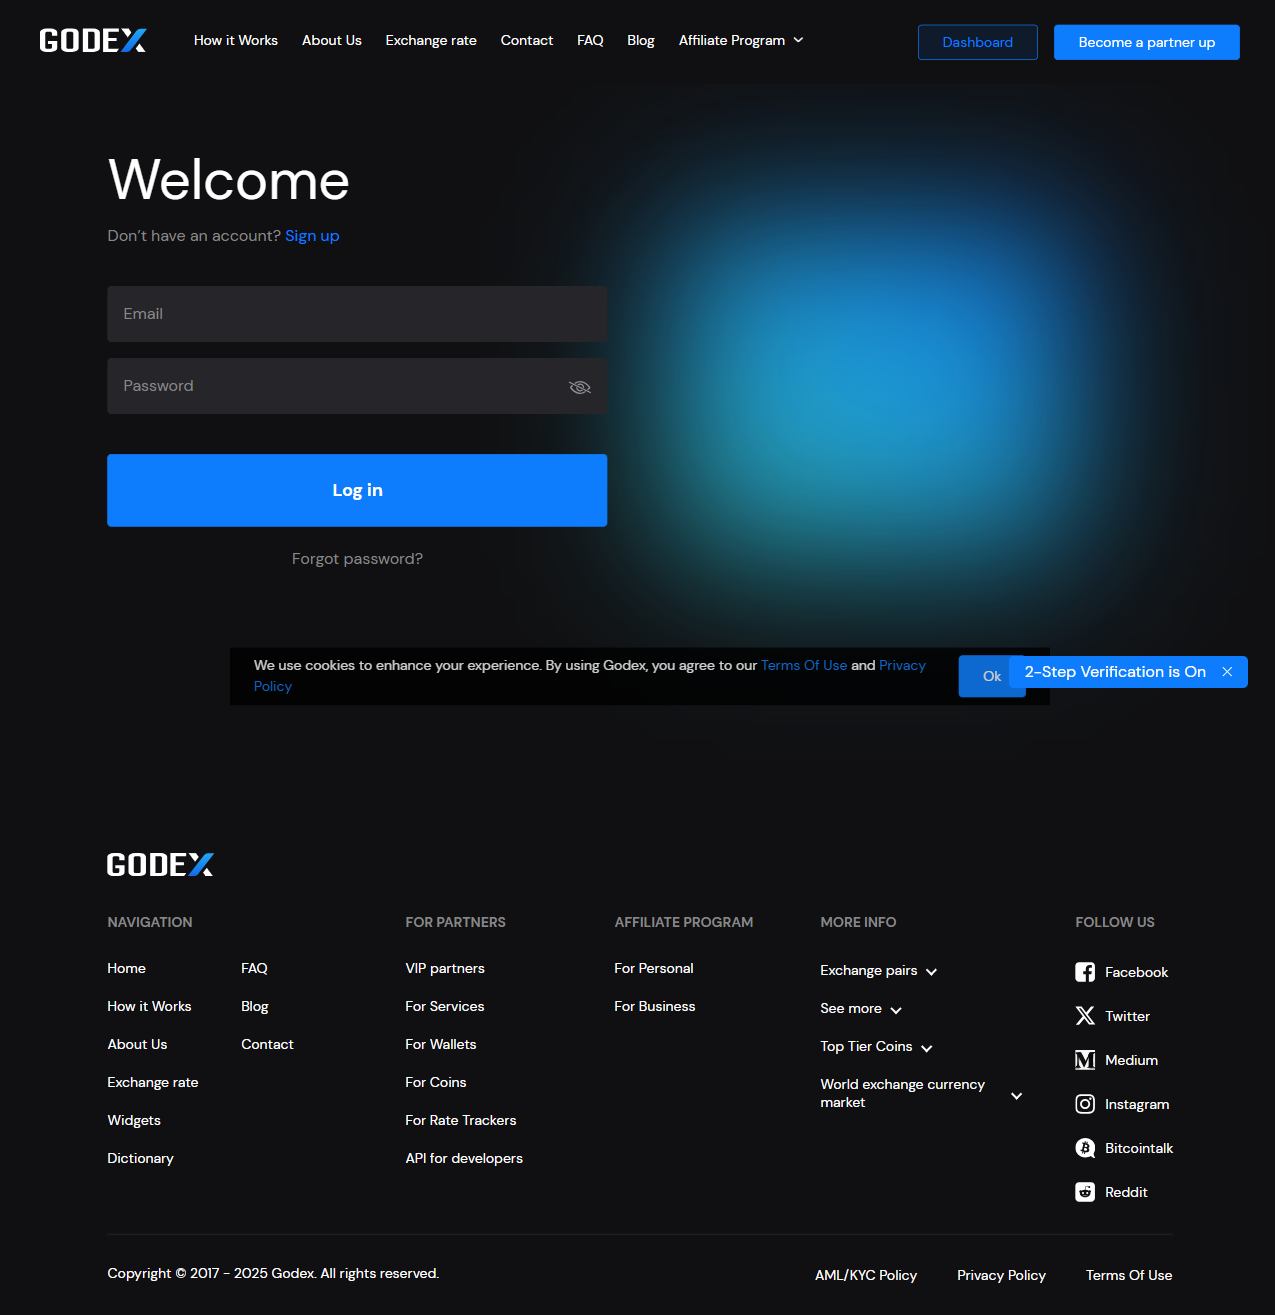 GODEX
How it Works
About Us
Exchange rate
Contact
FAQ
Blog
Affiliate Program
Dashboard
Become a partner up
Welcome
Don’t have an account? Sign up
Email
Password
Log in
Forgot password?
We use cookies to enhance your experience. By using Godex, you agree to our Terms Of Use and Privacy
Policy
Ok
2-Step Verification is On
GODEX
NAVIGATION
Home
How it Works
About Us
Exchange rate
Widgets
Dictionary
FAQ
Blog
Contact
FOR PARTNERS
VIP partners
For Services
For Wallets
For Coins
For Rate Trackers
API for developers
AFFILIATE PROGRAM
For Personal
For Business
MORE INFO
Exchange pairs
See more
Top Tier Coins
World exchange currency
market
FOLLOW US
Facebook
Twitter
Medium
Instagram
Bitcointalk
Reddit
Copyright © 2017 - 2025 Godex. All rights reserved.
AML/KYC Policy
Privacy Policy
Terms Of Use